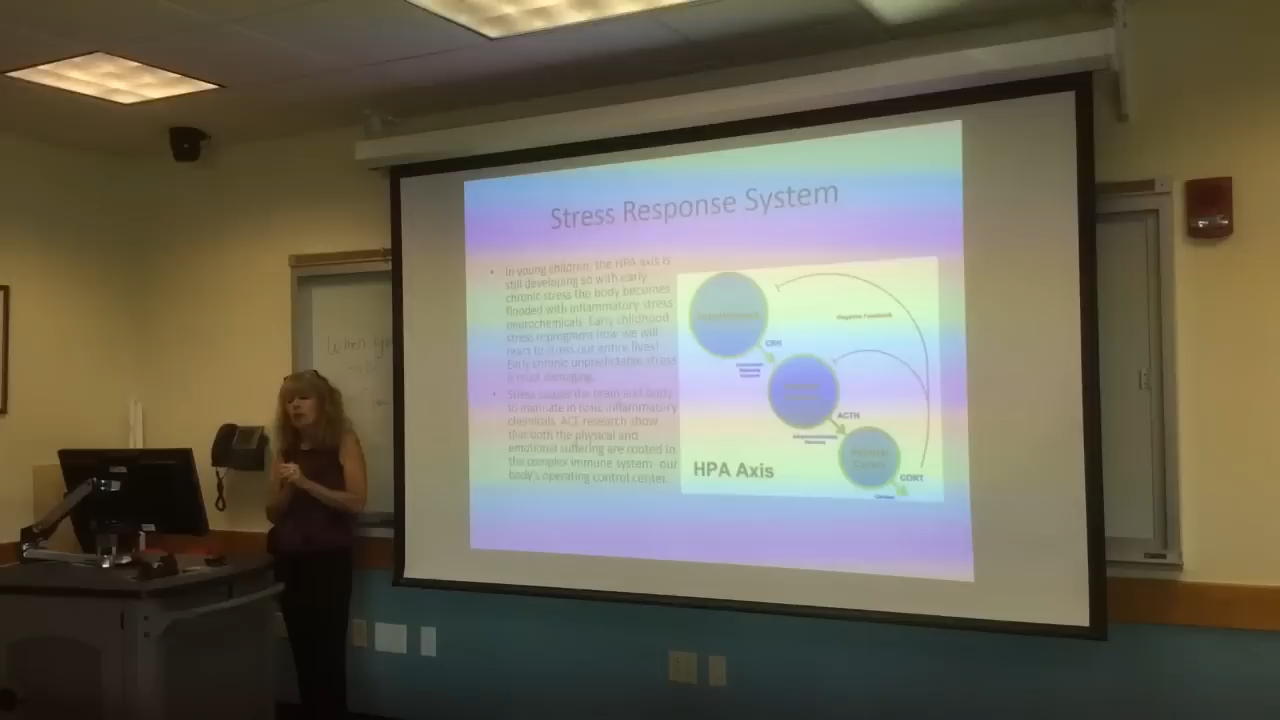 Stress Response System
• In young children, the HPA axis is
still developing so with early
chronic stress the body becomes
flooded with inflammatory stress
neurochemicals. Early childhood
stress reprograms how we will
react to stress our entire lives!
Early chronic unpredictable stress
is most damaging.
• Stress cause the brain and body
to marinate in toxic inflammatory
chemicals. ACE research show
that both the physical and
emotional suffering are rooted in
the complex immune system our
body's operating control center.
Negative Feedback
CRH
ACTH
HPA Axis
CORT
When